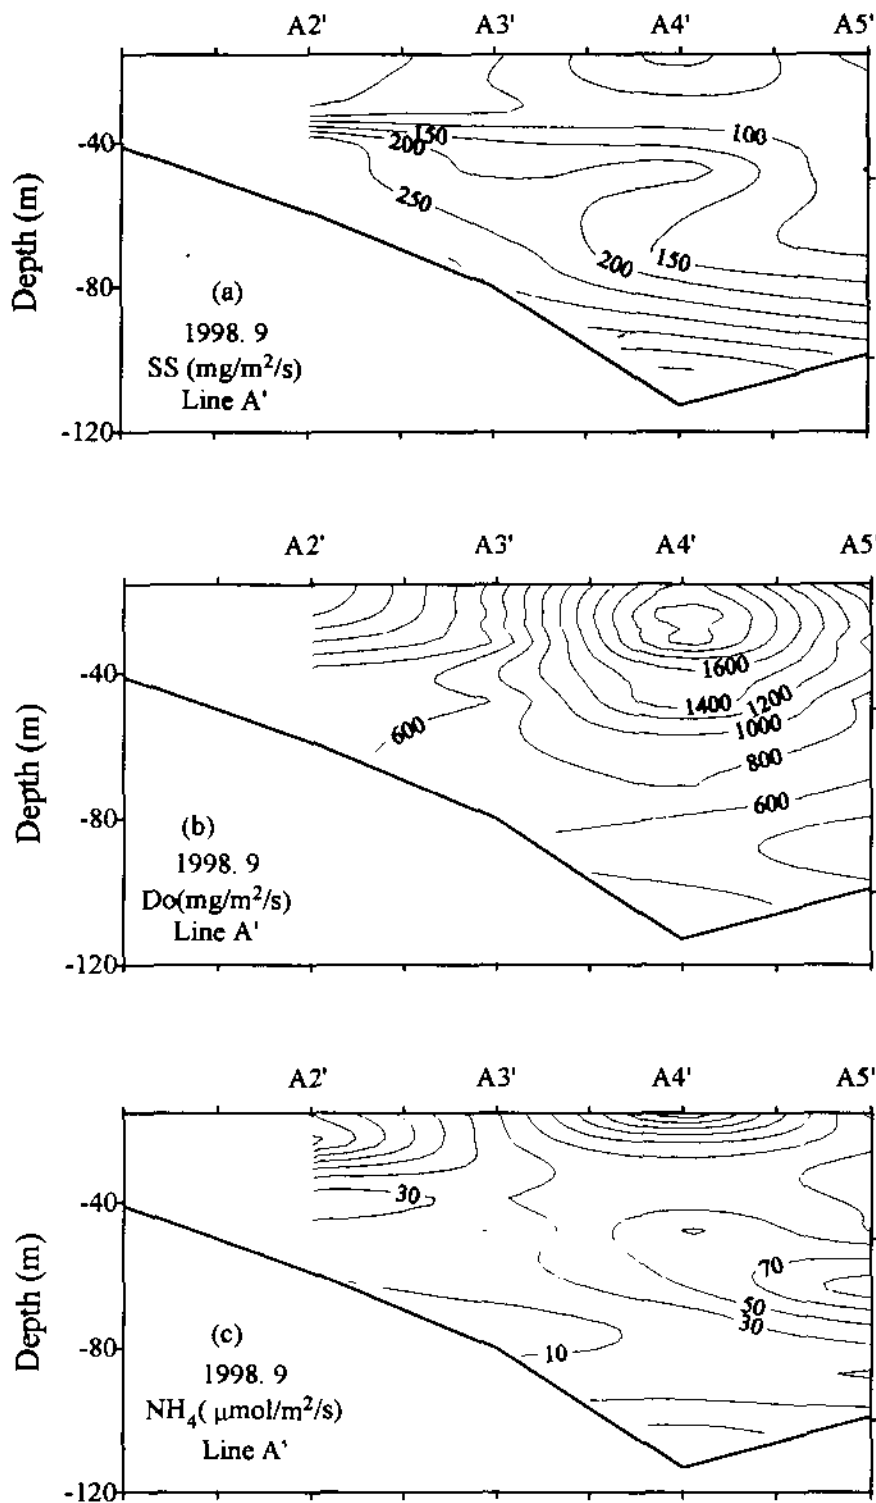 A2' A3' A4' A5'
100
150
200
-40
250
200 150
Depth (m)
-80
(a)
1998. 9
SS (mg/m²/s)
Line A'
-120
A2' A3' A4' A5'
-40
1600
1400 1200
1000
600
800
600
Depth (m)
-80
(b)
1998. 9
Do(mg/m²/s)
Line A'
-120
A2' A3' A4' A5'
30
-40
70
50
30
10
Depth (m)
-80
(c)
1998. 9
NH₄( μmol/m²/s)
Line A'
-120